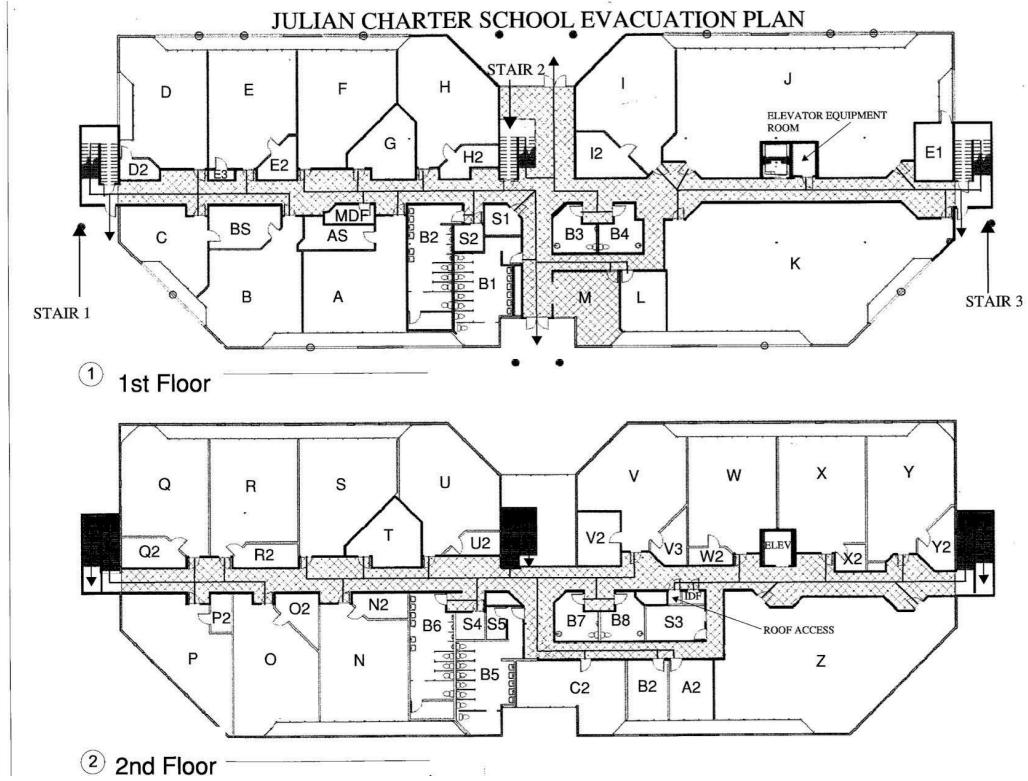 JULIAN CHARTER SCHOOL EVACUATION PLAN
STAIR 2
D
E
F
H
I
J
ELEVATOR EQUIPMENT
ROOM
G
D2
E3
E2
H2
I2
E1
C
BS
MDF
AS
B2
S1
S2
B3
B4
B
A
B1
M
L
K
STAIR 1
STAIR 3
1 1st Floor
Q
R
S
U
V
W
X
Y
T
Q2
R2
U2
V2
V3
W2
ELEV
X2
Y2
P2
O2
N2
B6
S4
S5
B7
B8
IDF
S3
ROOF ACCESS
P
O
N
B5
C2
B2
A2
Z
2 2nd Floor